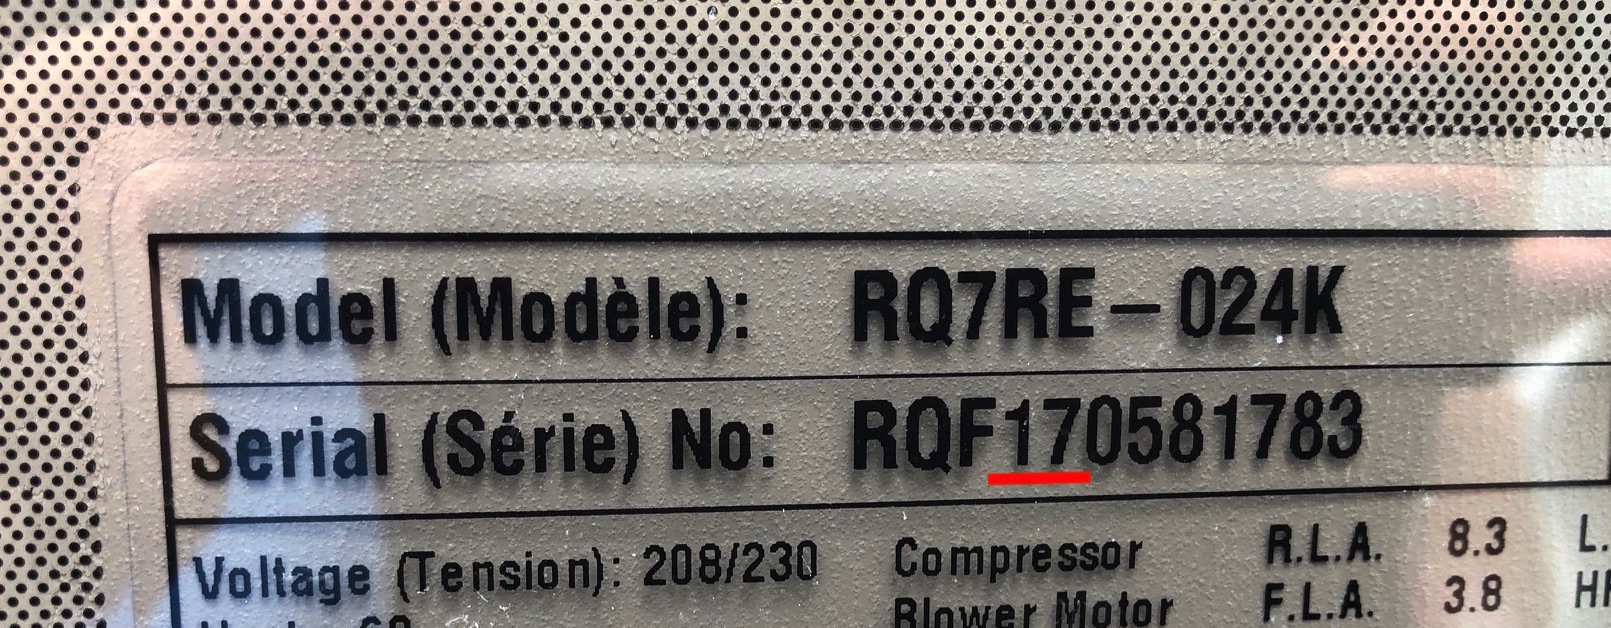 Model (Modèle): RQ7RE-024K
Serial (Série) No: RQF170581783
Voltage (Tension): 208/230 Compressor R.L.A. 8.3 L.
Blower Motor F.L.A. 3.8